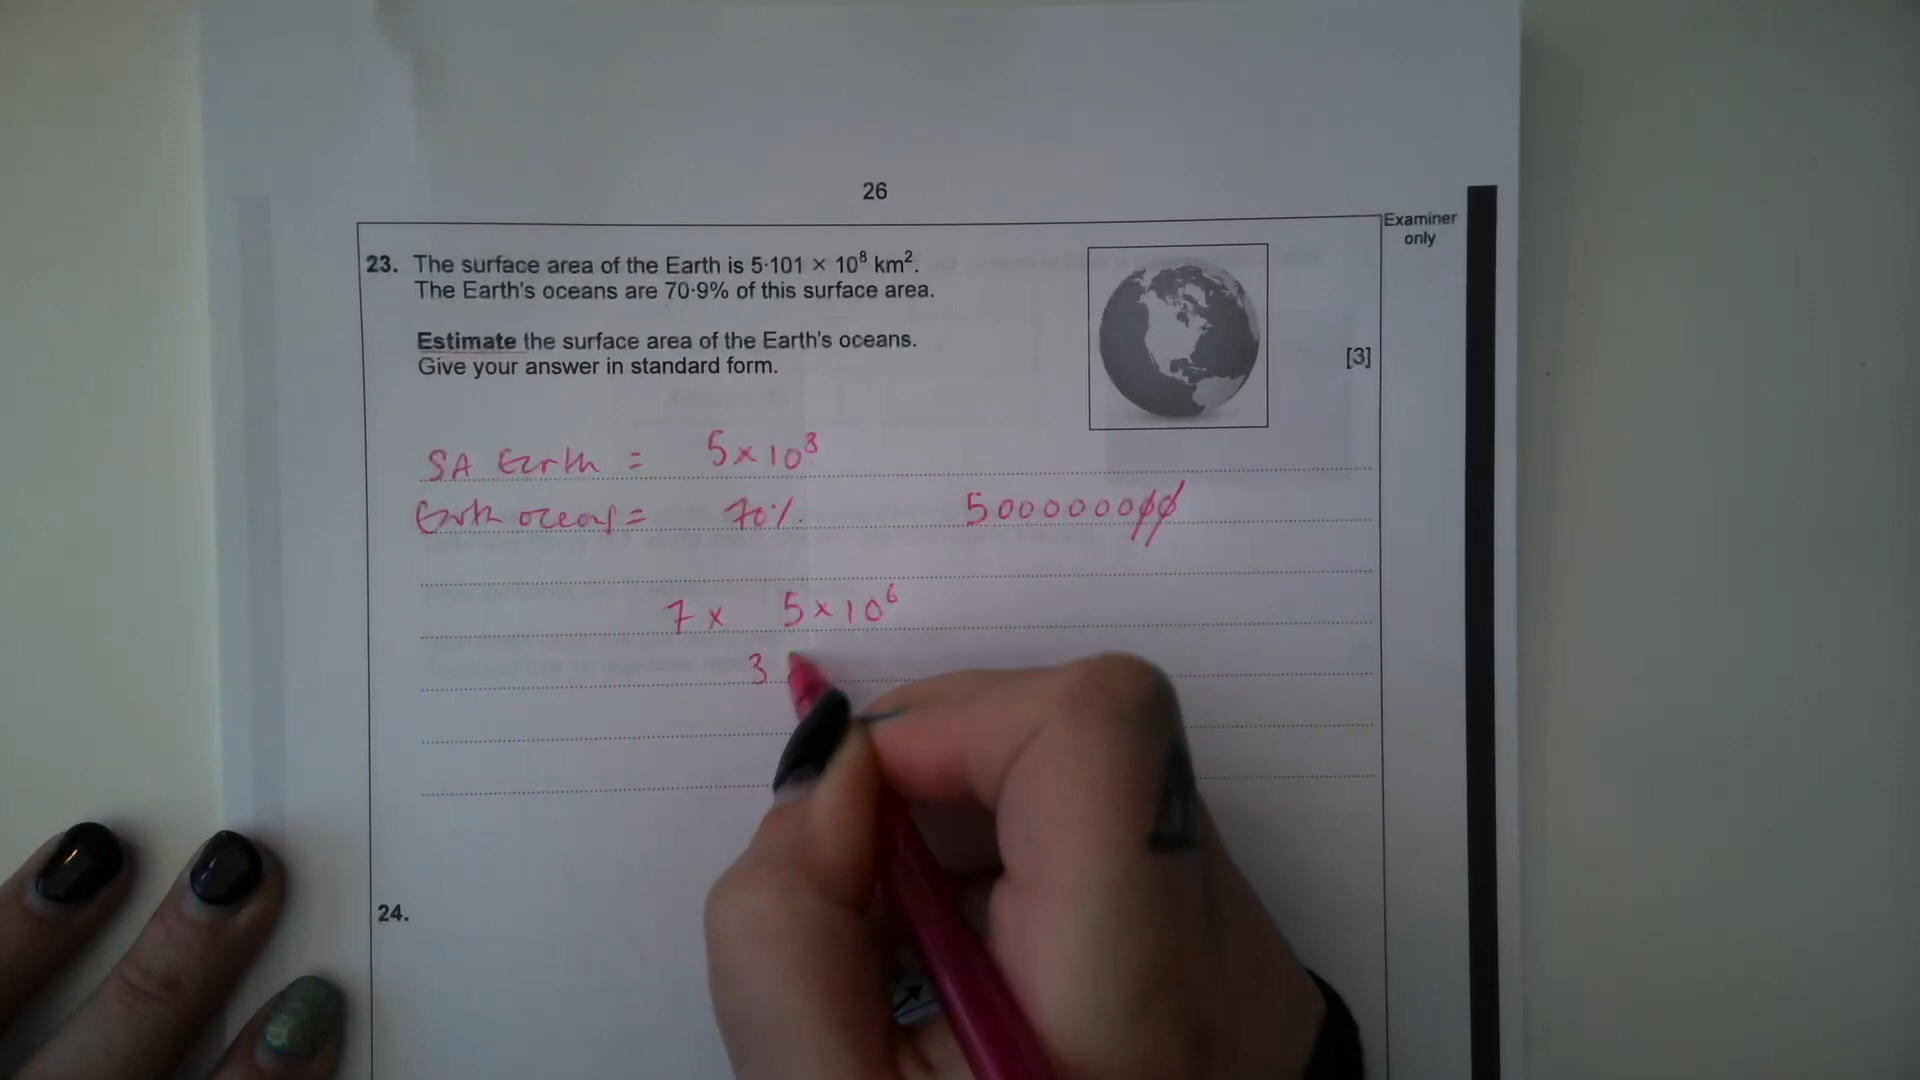 26
Examiner
only
23. The surface area of the Earth is 5·101 × 10⁸ km².
The Earth's oceans are 70·9% of this surface area.
Estimate the surface area of the Earth's oceans.
Give your answer in standard form.
[3]
SA Earth = 5 × 10⁸
Earth oceans = 70% 500000000
7 × 5 × 10⁶
3
24.